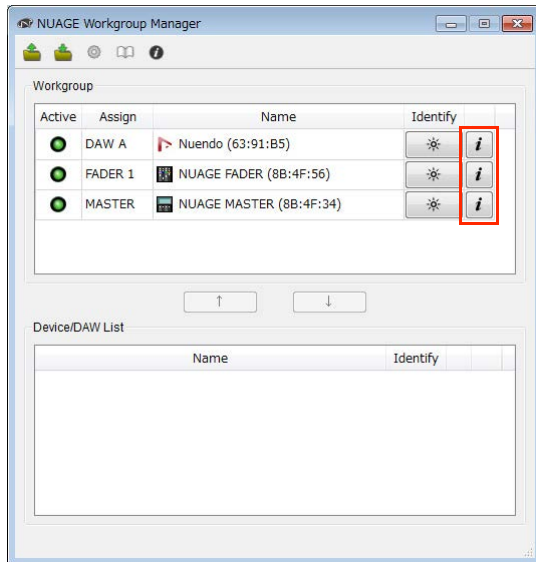 NUAGE Workgroup Manager
Workgroup
Active Assign Name Identify
DAW A Nuendo (63:91:B5) i
FADER 1 NUAGE FADER (8B:4F:56) i
MASTER NUAGE MASTER (8B:4F:34) i
↑ ↓
Device/DAW List
Name Identify